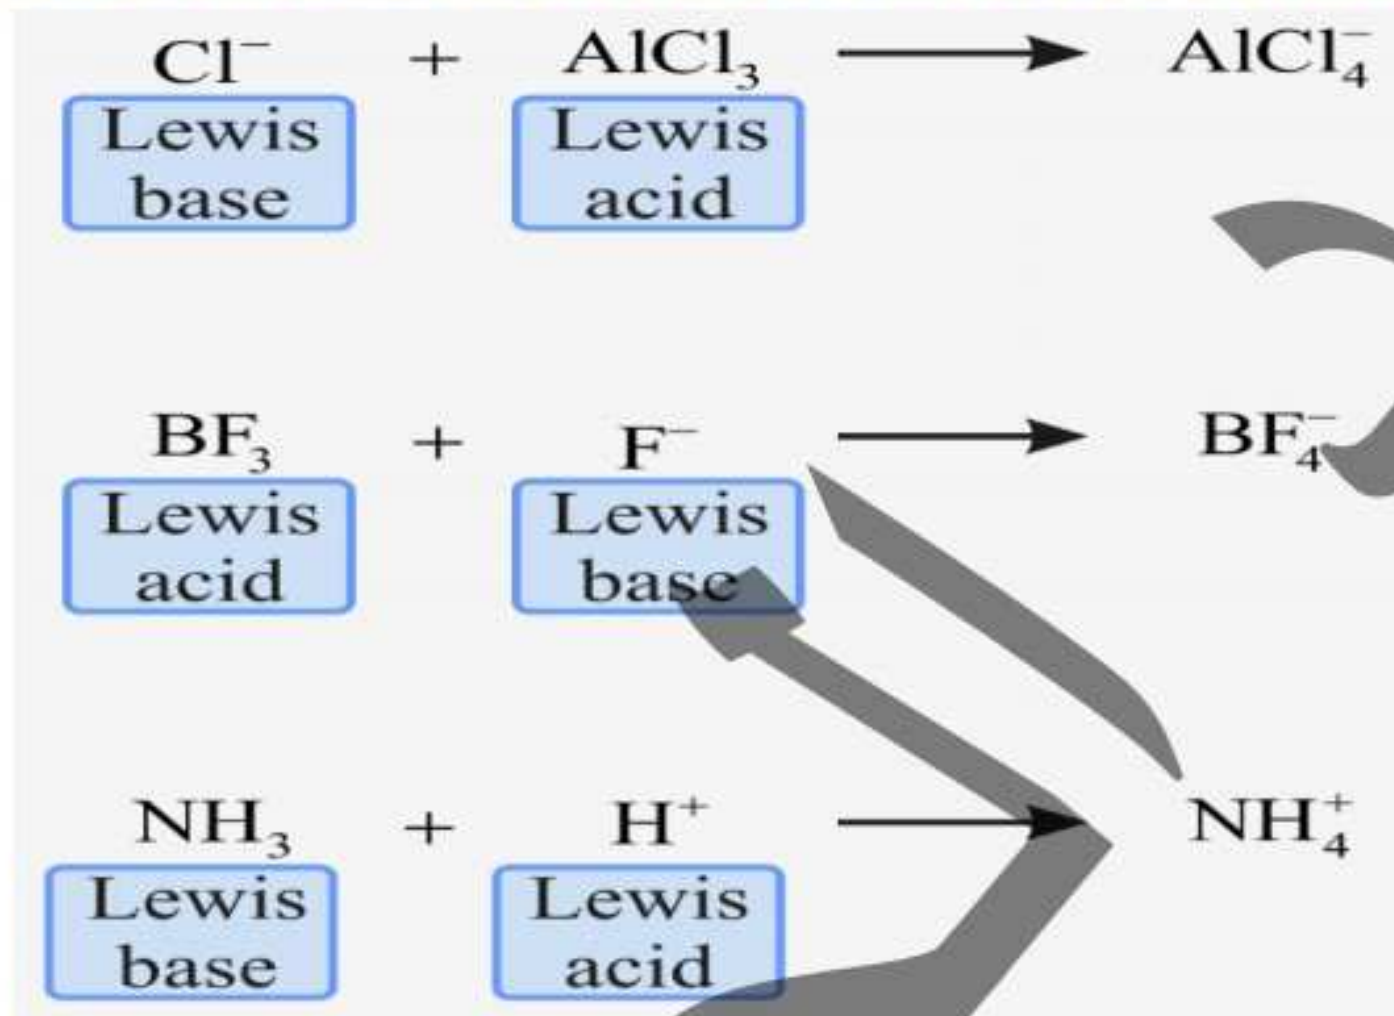 Cl⁻ + AlCl₃ → AlCl₄⁻
Lewis base Lewis acid
BF₃ + F⁻ → BF₄⁻
Lewis acid Lewis base
NH₃ + H⁺ → NH₄⁺
Lewis base Lewis acid